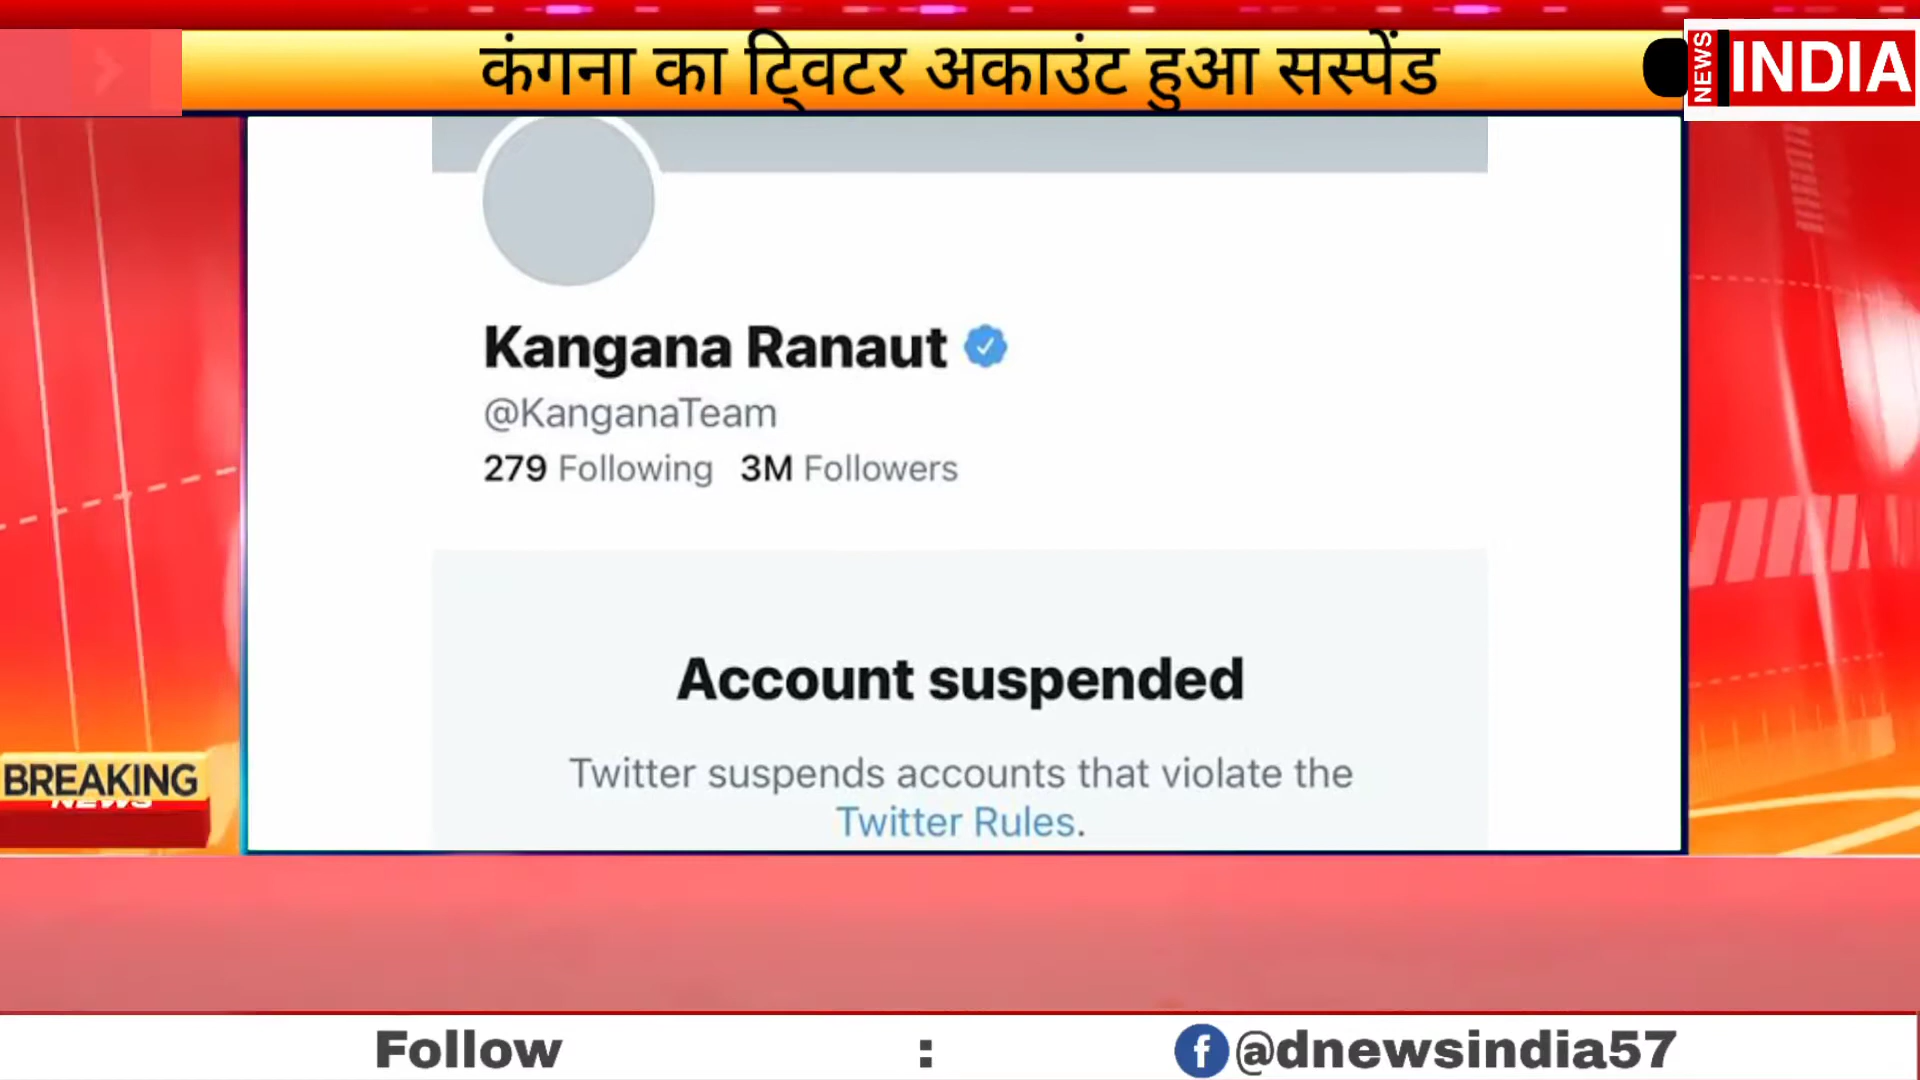 कंगना का ट्विटर अकाउंट हुआ सस्पेंड
NEWS
INDIA
Kangana Ranaut
@KanganaTeam
279 Following 3M Followers
Account suspended
Twitter suspends accounts that violate the
Twitter Rules.
BREAKING
NEWS
Follow : @dnewsindia57